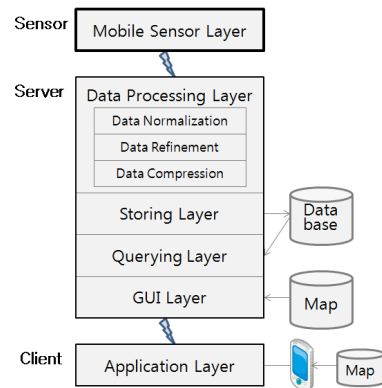 Sensor
Mobile Sensor Layer
Server
Data Processing Layer
Data Normalization
Data Refinement
Data Compression
Storing Layer
Data
base
Querying Layer
GUI Layer
Map
Client
Application Layer
Map